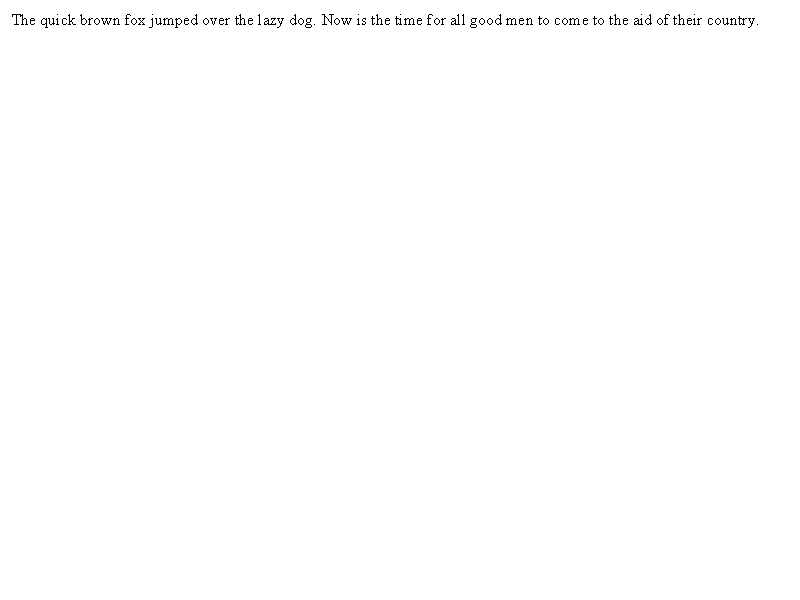 The quick brown fox jumped over the lazy dog. Now is the time for all good men to come to the aid of their country.